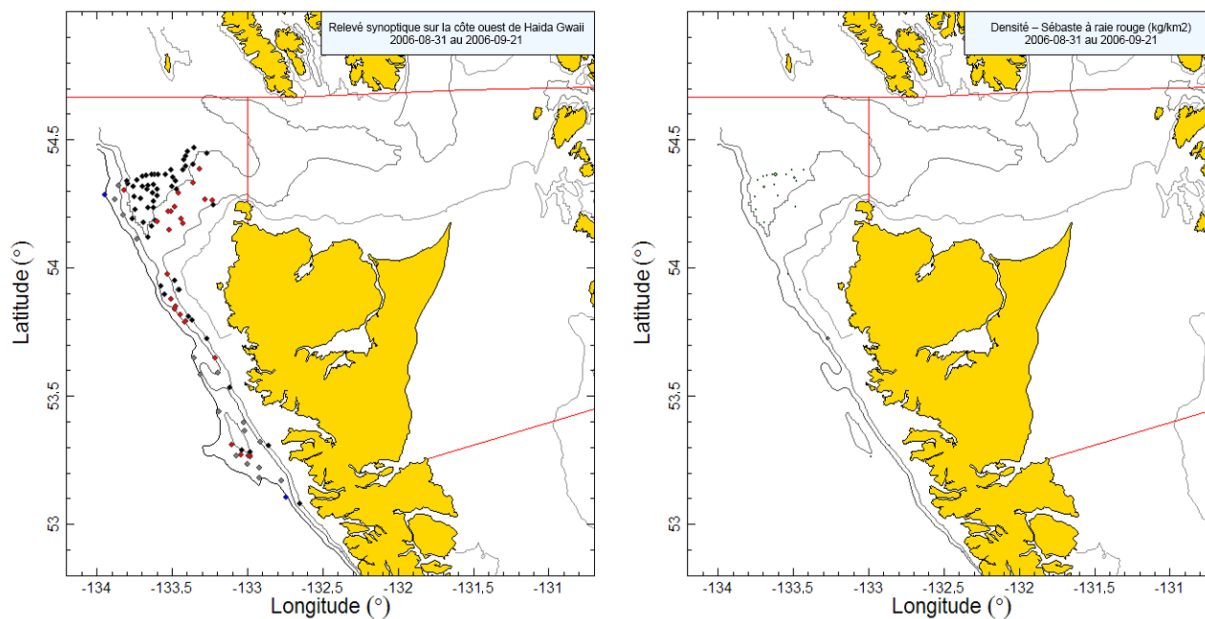 Relevé synoptique sur la côte ouest de Haida Gwaii
2006-08-31 au 2006-09-21
54.5
54
53.5
53
Latitude (°)
-134 -133.5 -133 -132.5 -132 -131.5 -131
Longitude (°)
Densité – Sébaste à raie rouge (kg/km2)
2006-08-31 au 2006-09-21
54.5
54
53.5
53
Latitude (°)
-134 -133.5 -133 -132.5 -132 -131.5 -131
Longitude (°)